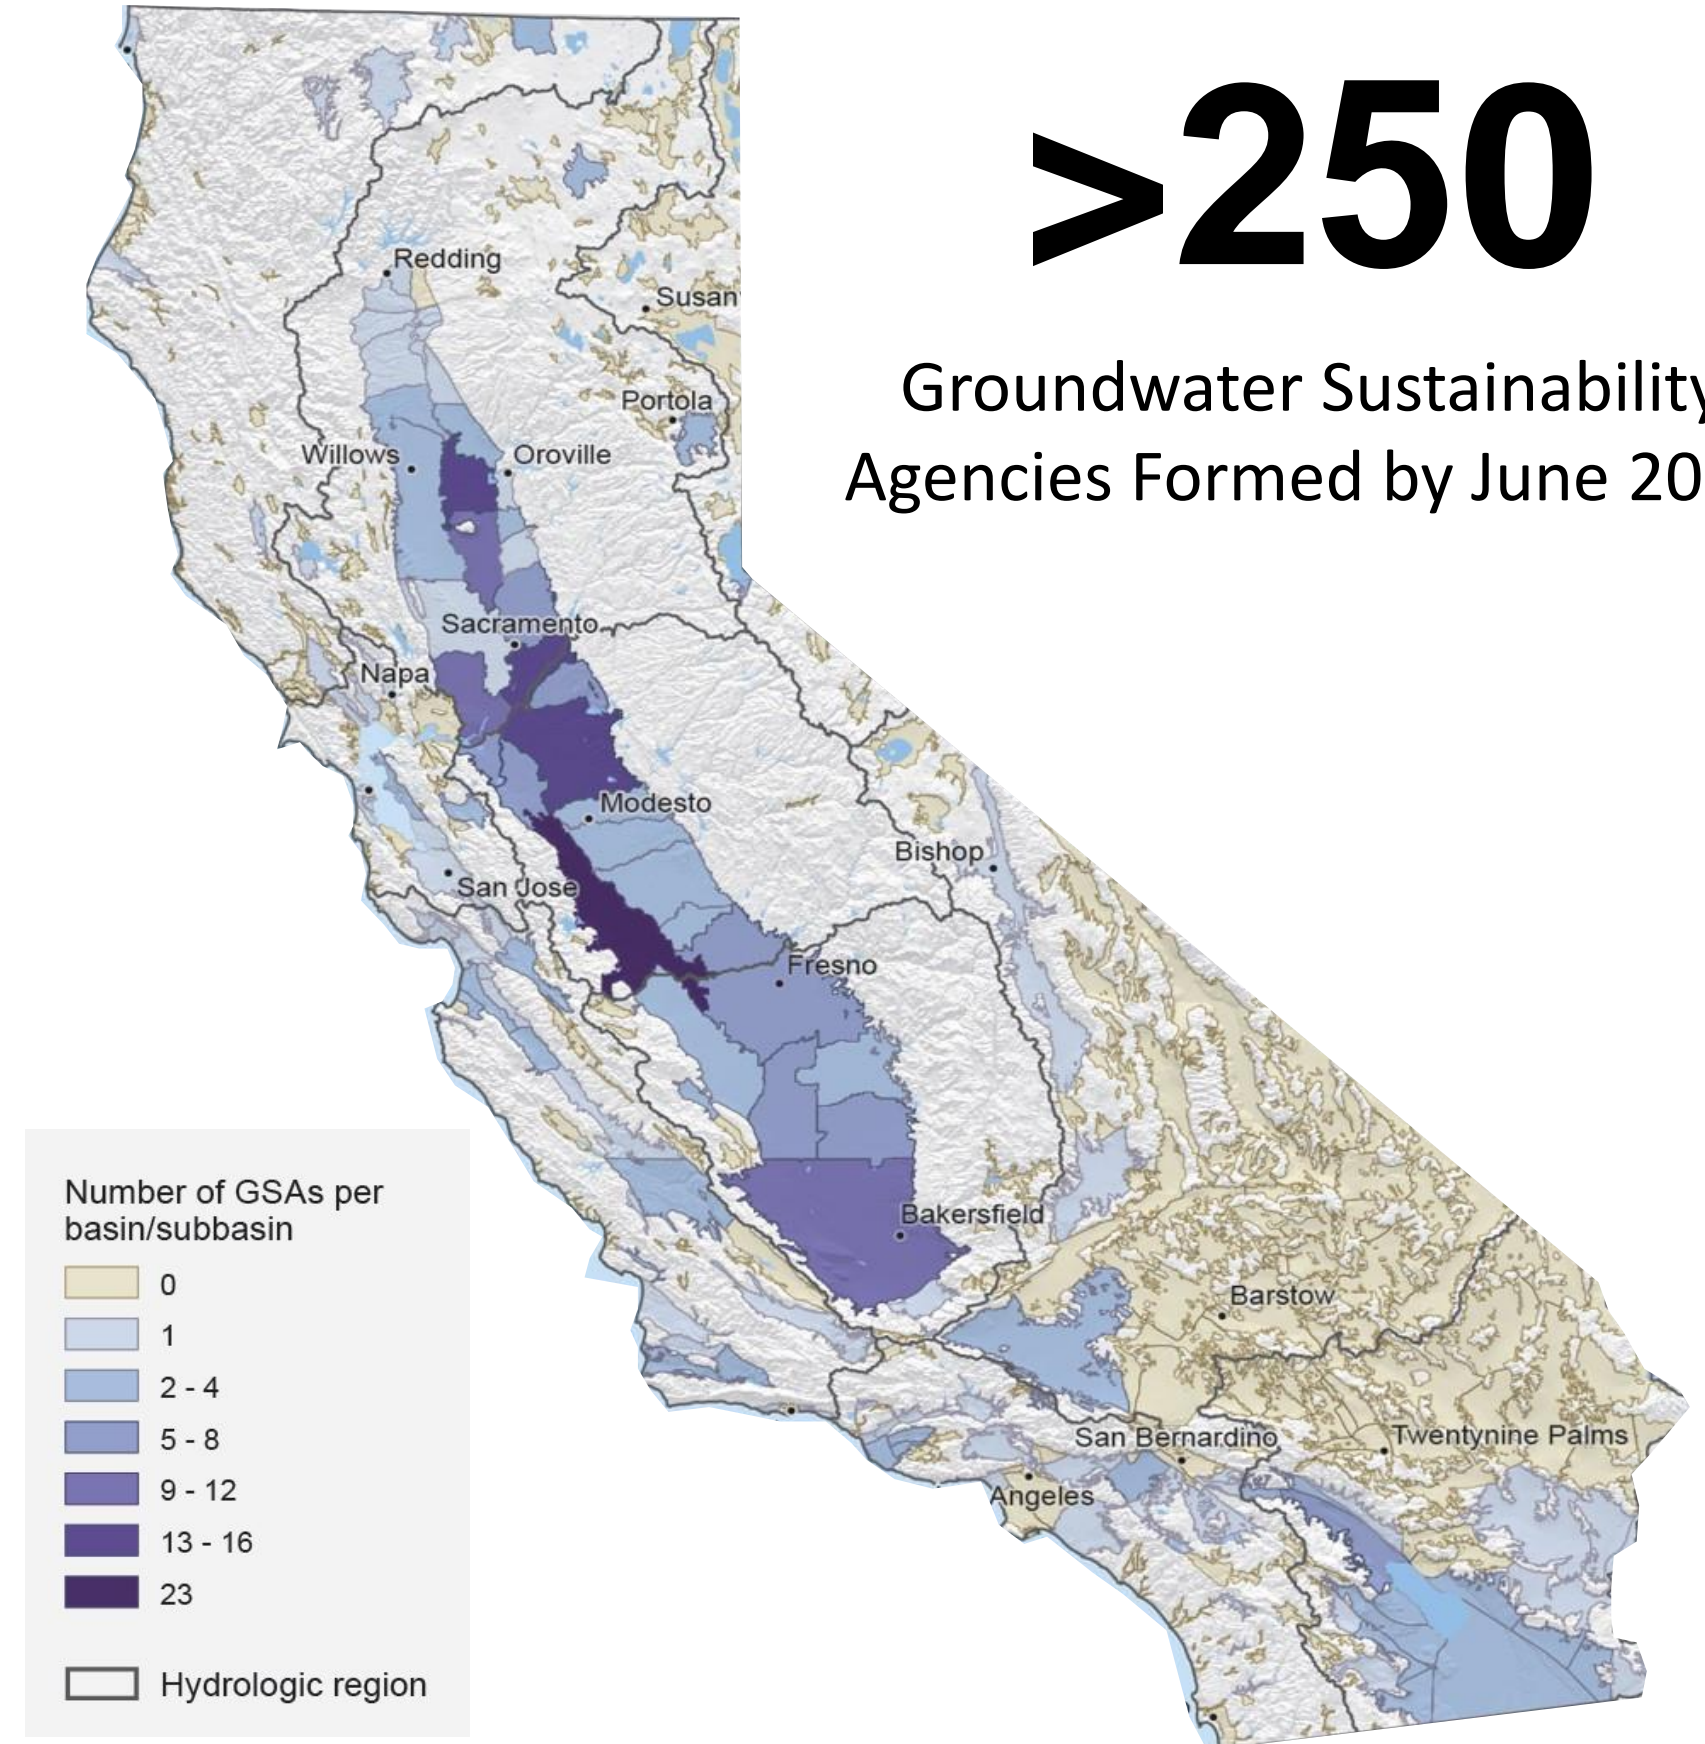 >250
Groundwater Sustainability
Agencies Formed by June 20
Redding
Susan
Portola
Willows
Oroville
Sacramento
Napa
Modesto
Bishop
San Jose
Fresno
Bakersfield
Barstow
San Bernardino
Twentynine Palms
Angeles
Number of GSAs per
basin/subbasin
0
1
2 - 4
5 - 8
9 - 12
13 - 16
23
Hydrologic region